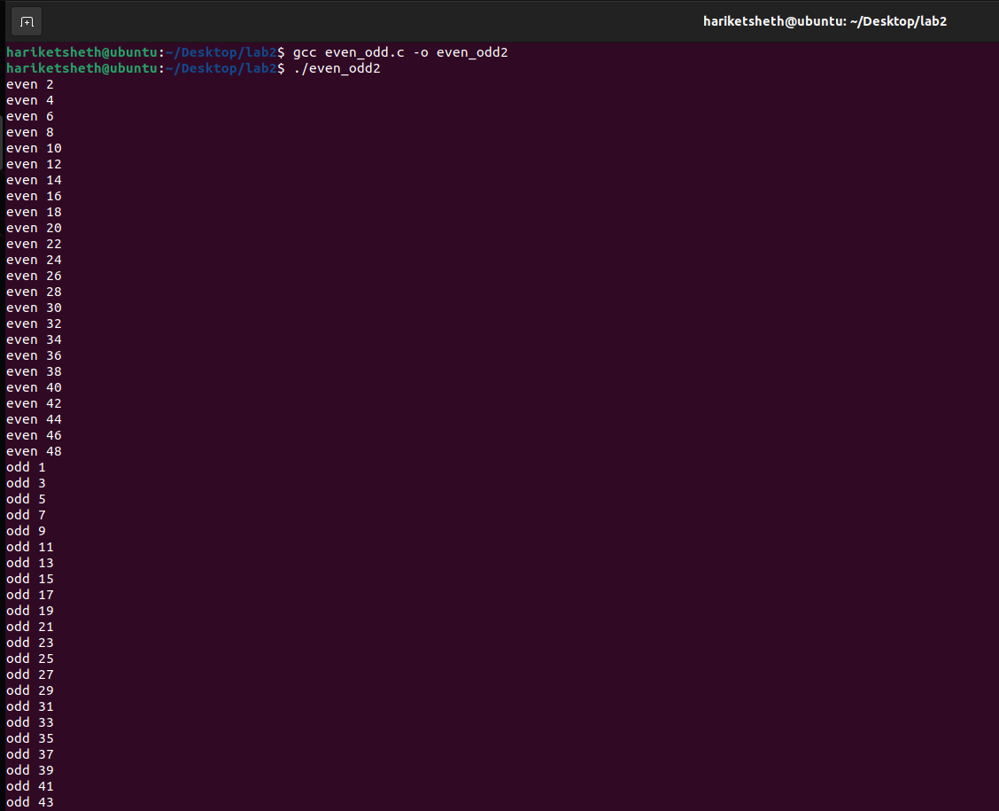 hariketsheth@ubuntu: ~/Desktop/lab2
hariketsheth@ubuntu:~/Desktop/lab2$ gcc even_odd.c -o even_odd2
hariketsheth@ubuntu:~/Desktop/lab2$ ./even_odd2
even 2
even 4
even 6
even 8
even 10
even 12
even 14
even 16
even 18
even 20
even 22
even 24
even 26
even 28
even 30
even 32
even 34
even 36
even 38
even 40
even 42
even 44
even 46
even 48
odd 1
odd 3
odd 5
odd 7
odd 9
odd 11
odd 13
odd 15
odd 17
odd 19
odd 21
odd 23
odd 25
odd 27
odd 29
odd 31
odd 33
odd 35
odd 37
odd 39
odd 41
odd 43